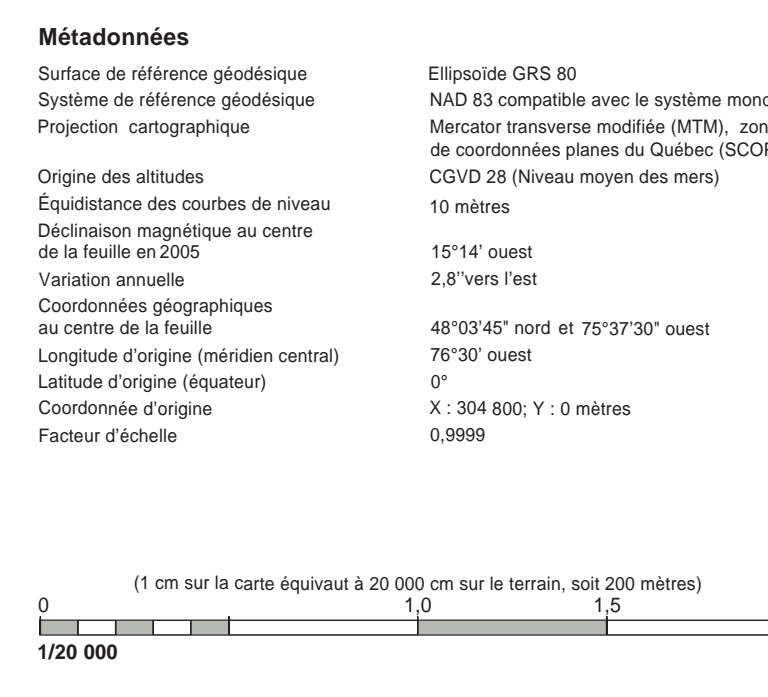 Métadonnées
Surface de référence géodésique Ellipsoïde GRS 80
Système de référence géodésique NAD 83 compatible avec le système
Projection cartographique Mercator transverse modifiée (MTM),
de coordonnées planes du Québec
Origine des altitudes CGVD 28 (Niveau moyen des mers)
Équidistance des courbes de niveau 10 mètres
Déclinaison magnétique au centre
de la feuille en 2005 15°14’ ouest
Variation annuelle 2,8’’vers l’est
Coordonnées géographiques
au centre de la feuille 48°03’45" nord et 75°37’30" ouest
Longitude d’origine (méridien central) 76°30’ ouest
Latitude d’origine (équateur) 0°
Coordonnée d’origine X : 304 800; Y : 0 mètres
Facteur d’échelle 0,9999
(1 cm sur la carte équivaut à 20 000 cm sur le terrain, soit 200 mètres)
0 1,0 1,5
1/20 000